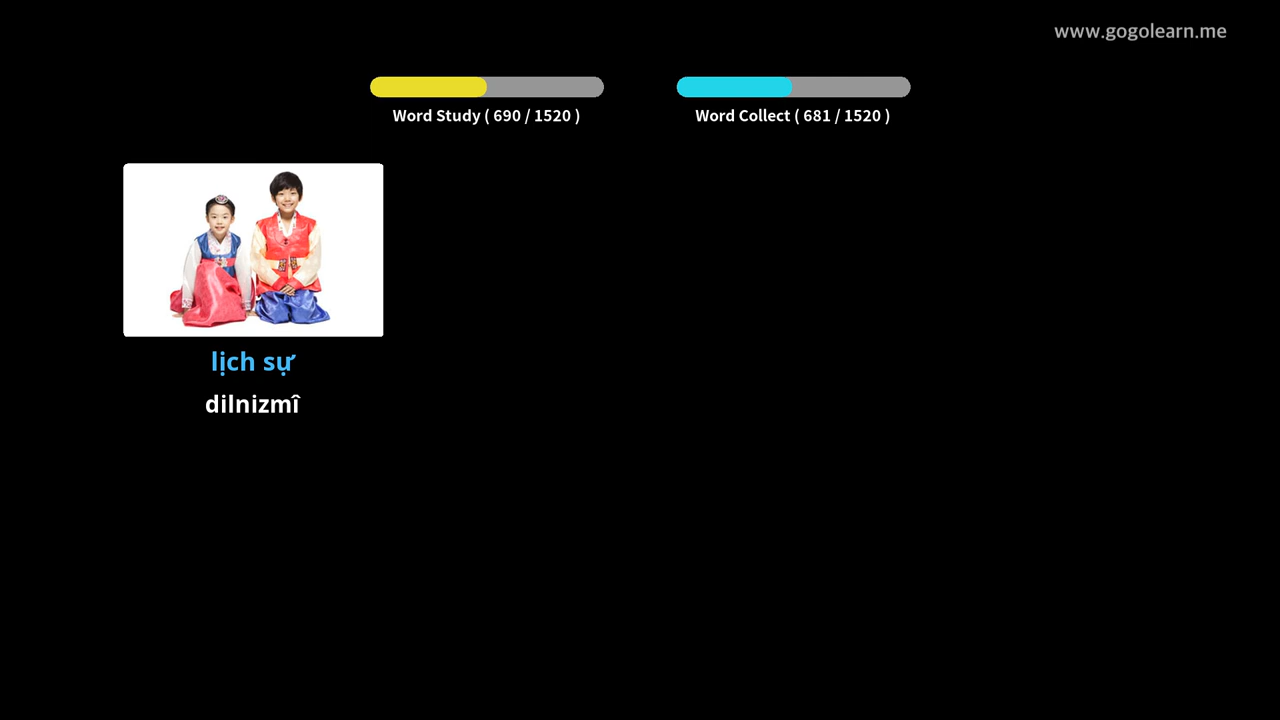 www.gogolearn.me
Word Study ( 690 / 1520 )
Word Collect ( 681 / 1520 )
lịch sự
dilnizmî